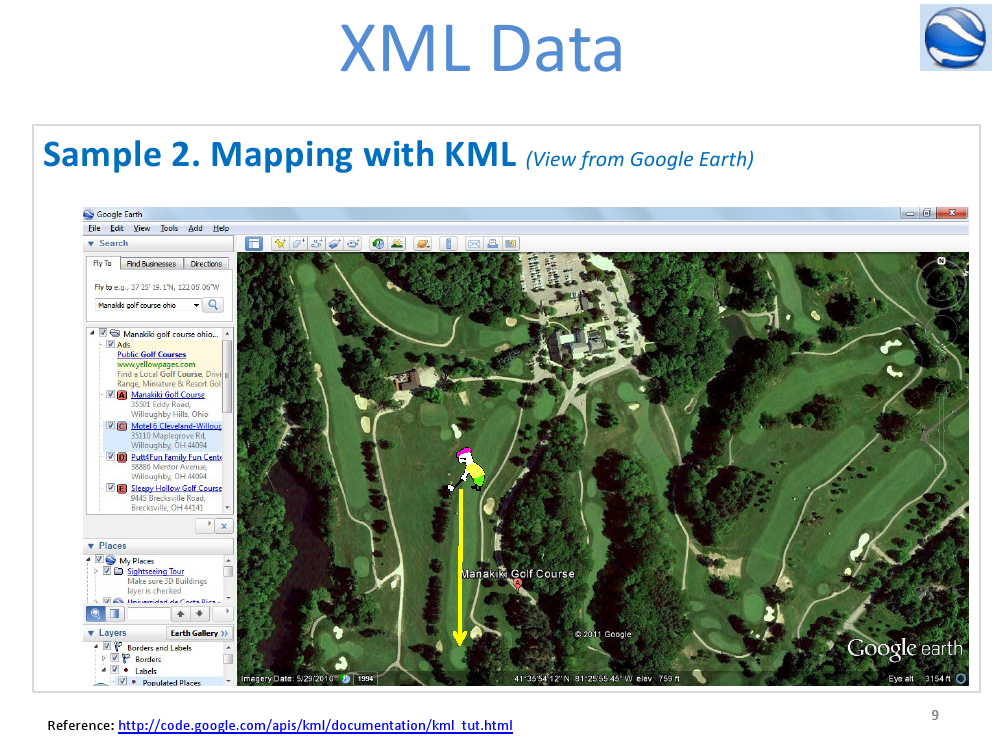 XML Data
Sample 2. Mapping with KML (View from Google Earth)
Google Earth
File Edit View Tools Add Help
Search
Fly To Find Businesses Directions
Fly to e.g., 37 25' 19.1"N, 122 05' 06"W
Manakiki golf course ohio
Manakiki golf course ohio...
Ads
Public Golf Courses
www.yellowpages.com
Find a Local Golf Course, Drivi
Range, Miniature & Resort Gol
A Manakiki Golf Course
35501 Eddy Road,
Willoughby Hills, Ohio
C Motel 6 Cleveland-Willoug
35110 Maplegrove Rd,
Willoughby, OH 44094
D Putt4Fun Family Fun Cente
38886 Mentor Avenue,
Willoughby, OH 44094
E Sleepy Hollow Golf Course
9445 Brecksville Road,
Brecksville, OH 44141
Places
My Places
Sightseeing Tour
Make sure 3D Buildings
layer is checked
Universidad de Costa Rica -
Layers Earth Gallery >>
Borders and Labels
Borders
Labels
Populated Places
N
Manakiki Golf Course
A
© 2011 Google
Google earth
Imagery Date: 5/29/2010 1994 41°35'54.12"N 81°25'55.45"W elev 759 ft Eye alt 3154 ft
Reference: http://code.google.com/apis/kml/documentation/kml_tut.html
9